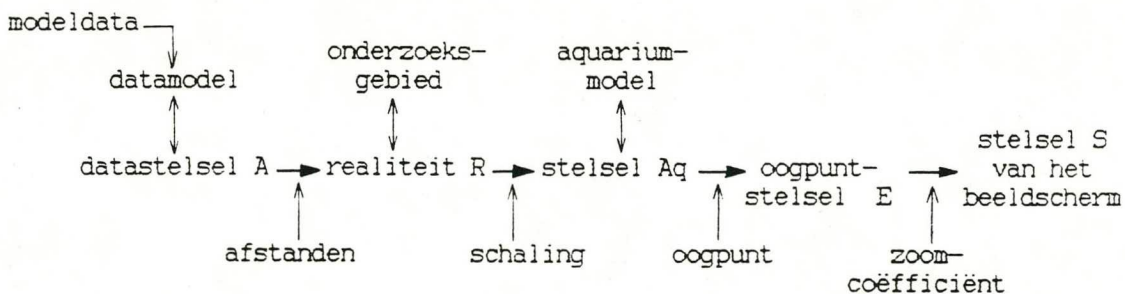 modeldata
onderzoeks-
gebied
aquarium-
model
datamodel
datastelsel A
realiteit R
stelsel Aq
oogpunt-
stelsel E
stelsel S
van het
beeldscherm
afstanden
schaling
oogpunt
zoom-
coëfficiënt